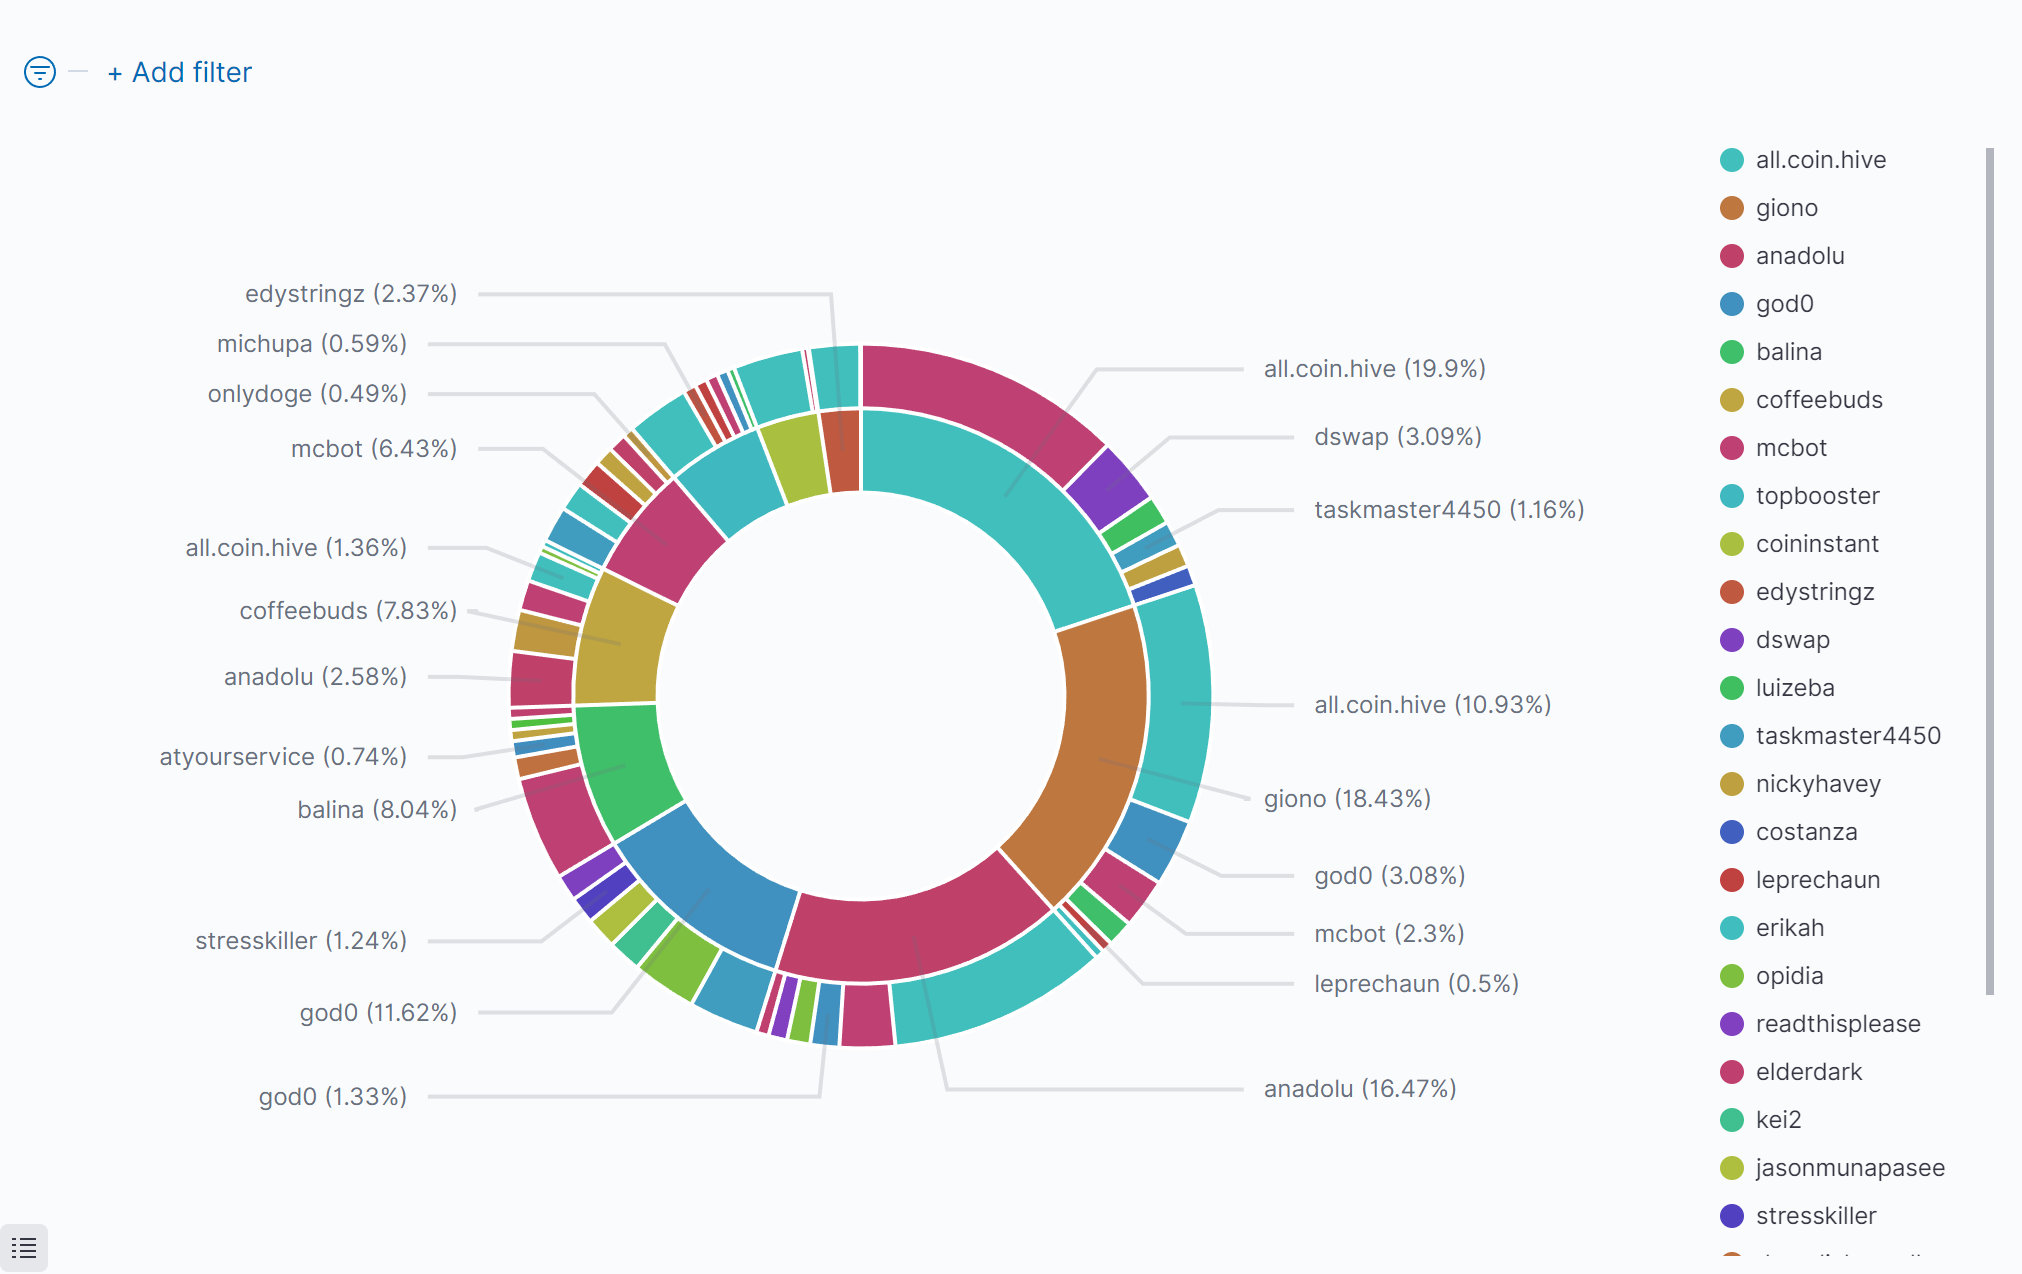 + Add filter
edystringz (2.37%)
michupa (0.59%)
onlydoge (0.49%)
mcbot (6.43%)
all.coin.hive (1.36%)
coffeebuds (7.83%)
anadolu (2.58%)
atyourservice (0.74%)
balina (8.04%)
stresskiller (1.24%)
god0 (11.62%)
god0 (1.33%)
all.coin.hive (19.9%)
dswap (3.09%)
taskmaster4450 (1.16%)
all.coin.hive (10.93%)
giono (18.43%)
god0 (3.08%)
mcbot (2.3%)
leprechaun (0.5%)
anadolu (16.47%)
all.coin.hive
giono
anadolu
god0
balina
coffeebuds
mcbot
topbooster
coininstant
edystringz
dswap
luizeba
taskmaster4450
nickyhavey
costanza
leprechaun
erikah
opidia
readthisplease
elderdark
kei2
jasonmunapasee
stresskiller